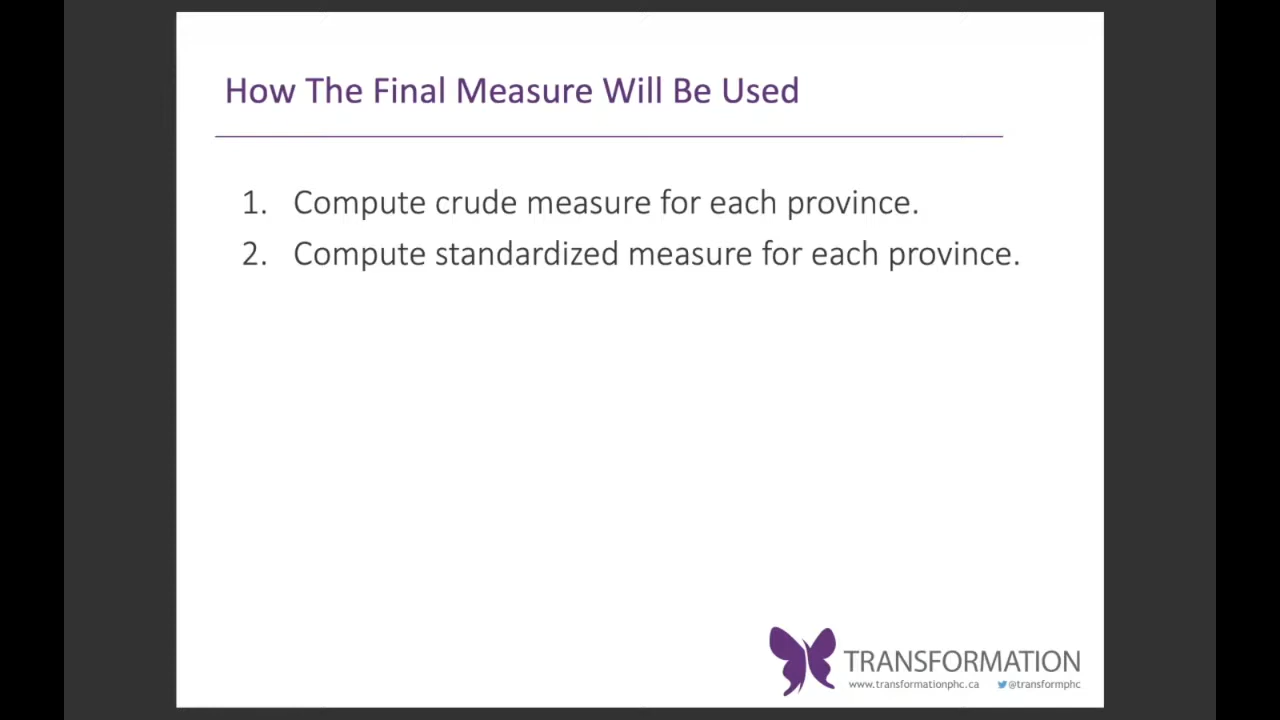 How The Final Measure Will Be Used
1. Compute crude measure for each province.
2. Compute standardized measure for each province.
TRANSFORMATION
www.transformationphc.ca @transformphc